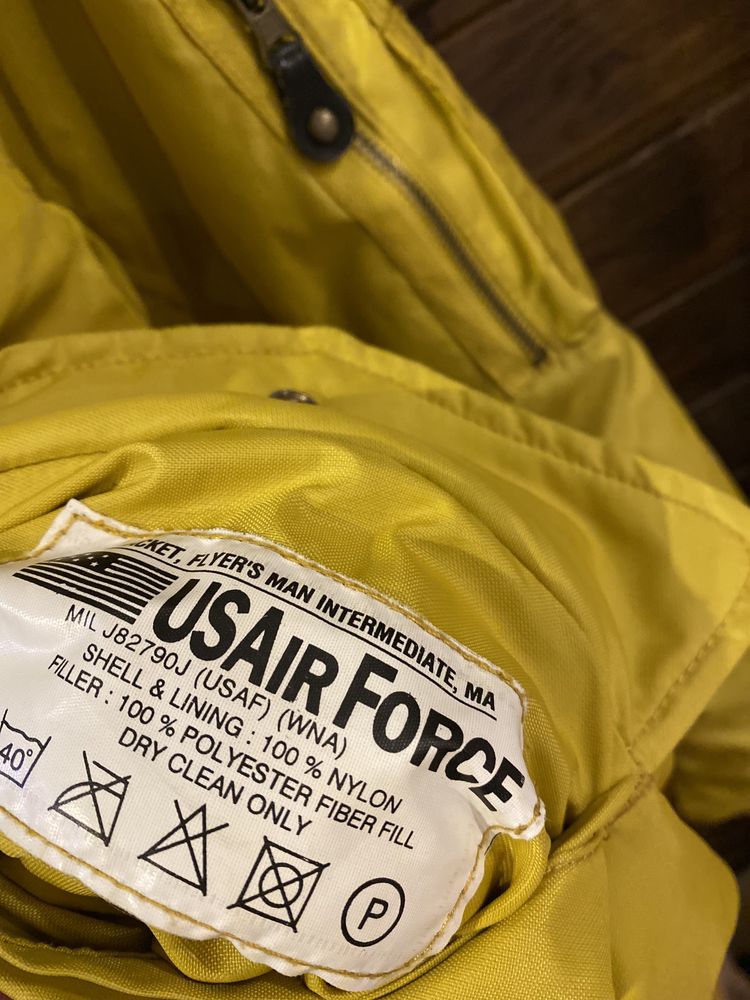 FLYER'S MAN INTERMEDIATE, MA
USAIR FORCE
MIL J82790J (USAF) (WNA)
SHELL & LINING : 100 % NYLON
FILLER : 100 % POLYESTER FIBER FILL
DRY CLEAN ONLY
40°
P